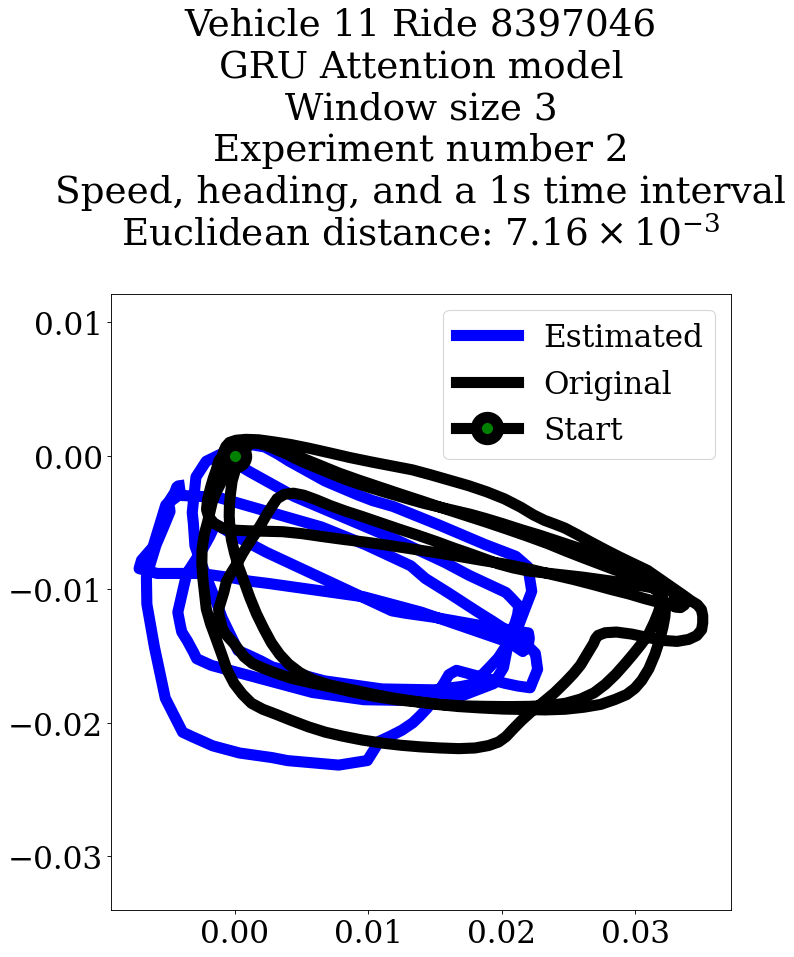 Vehicle 11 Ride 8397046
GRU Attention model
Window size 3
Experiment number 2
Speed, heading, and a 1s time interval
Euclidean distance: 7.16 × 10⁻³
Estimated
Original
Start
0.01
0.00
−0.01
−0.02
−0.03
0.00 0.01 0.02 0.03